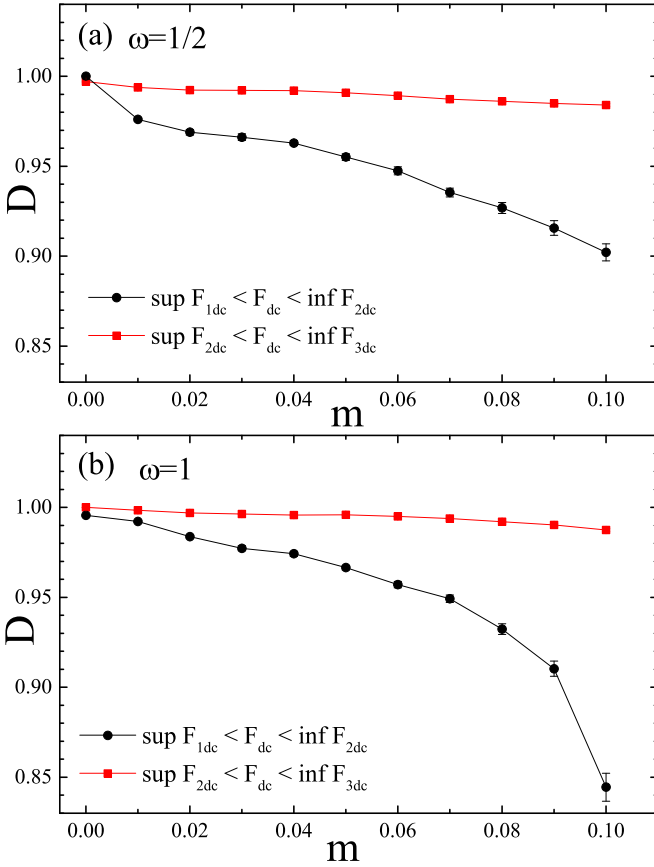 (a) ω=1/2
1.00
0.95
0.90
0.85
D
sup F1dc < Fdc < inf F2dc
sup F2dc < Fdc < inf F3dc
0.00 0.02 0.04 0.06 0.08 0.10
m
(b) ω=1
1.00
0.95
0.90
0.85
D
sup F1dc < Fdc < inf F2dc
sup F2dc < Fdc < inf F3dc
0.00 0.02 0.04 0.06 0.08 0.10
m